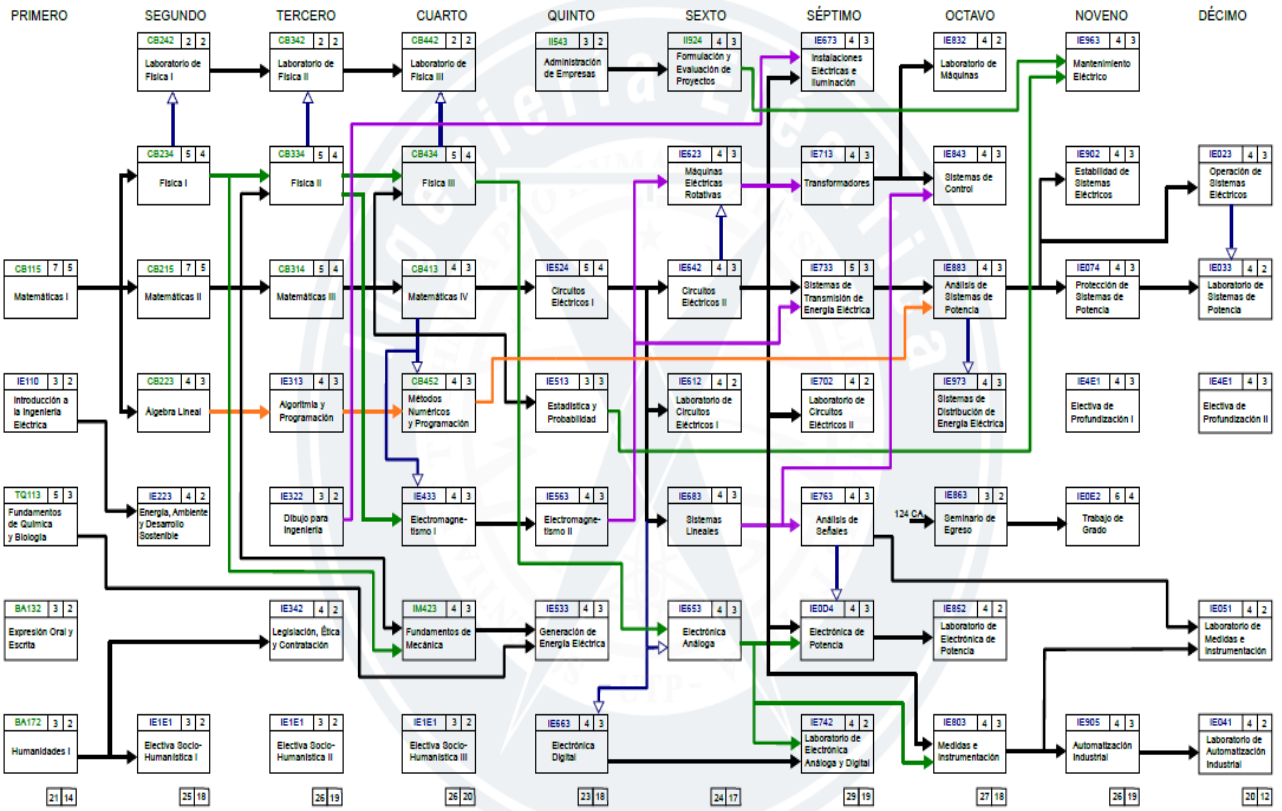 PRIMERO SEGUNDO TERCERO CUARTO QUINTO SEXTO SÉPTIMO OCTAVO NOVENO DÉCIMO
CB242 2 2
Laboratorio de
Física I
CB342 2 2
Laboratorio de
Física II
CB442 2 2
Laboratorio de
Física III
II543 3 2
Administración
de Empresas
II924 4 3
Formulación y
Evaluación de
Proyectos
IE673 4 3
Instalaciones
Eléctricas e
Iluminación
IE832 4 2
Laboratorio de
Máquinas
IE963 4 3
Mantenimiento
Eléctrico
CB234 5 4
Física I
CB334 5 4
Física II
CB434 5 4
Física III
IE623 4 3
Máquinas
Eléctricas
Rotativas
IE713 4 3
Transformadores
IE843 4 3
Sistemas de
Control
IE902 4 3
Estabilidad de
Sistemas
Eléctricos
IE023 4 3
Operación de
Sistemas
Eléctricos
CB115 7 5
Matemáticas I
CB215 7 5
Matemáticas II
CB314 5 4
Matemáticas III
CB413 4 3
Matemáticas IV
IE524 5 4
Circuitos
Eléctricos I
IE642 4 3
Circuitos
Eléctricos II
IE733 5 3
Sistemas de
Transmisión de
Energía Eléctrica
IE883 4 3
Análisis de
Sistemas de
Potencia
IE074 4 3
Protección de
Sistemas de
Potencia
IE033 4 2
Laboratorio de
Sistemas de
Potencia
IE110 3 2
Introducción a
la Ingeniería
Eléctrica
CB223 4 3
Álgebra Lineal
IE313 4 3
Algoritmia y
Programación
CB452 4 3
Métodos
Numéricos
y Programación
IE513 3 3
Estadística y
Probabilidad
IE612 4 2
Laboratorio de
Circuitos
Eléctricos I
IE702 4 2
Laboratorio de
Circuitos
Eléctricos II
IE973 4 3
Sistemas de
Distribución de
Energía Eléctrica
IE4E1 4 3
Electiva de
Profundización I
IE4E1 4 3
Electiva de
Profundización II
TQ113 5 3
Fundamentos
de Química
y Biología
IE223 4 2
Energía, Ambiente
y Desarrollo
Sostenible
IE322 3 2
Dibujo para
Ingeniería
IE433 4 3
Electromagne-
tismo I
IE563 4 3
Electromagne-
tismo II
IE683 4 3
Sistemas
Lineales
IE763 4 3
Análisis de
Señales
124 CA
IE863 3 2
Seminario de
Egreso
IE0E2 6 4
Trabajo de
Grado
BA132 3 2
Expresión Oral y
Escrita
IE342 4 2
Legislación, Ética
y Contratación
IM423 4 3
Fundamentos de
Mecánica
IE533 4 3
Generación de
Energía Eléctrica
IE653 4 3
Electrónica
Análoga
IE0D4 4 3
Electrónica de
Potencia
IE852 4 2
Laboratorio de
Electrónica de
Potencia
IE051 4 2
Laboratorio de
Medidas e
Instrumentación
BA172 3 2
Humanidades I
IE1E1 3 2
Electiva Socio-
Humanística I
IE1E1 3 2
Electiva Socio-
Humanística II
IE1E1 3 2
Electiva Socio-
Humanística III
IE663 4 3
Electrónica
Digital
IE742 4 2
Laboratorio de
Electrónica
Análoga y Digital
IE803 4 3
Medidas e
Instrumentación
IE905 4 3
Automatización
Industrial
IE041 4 2
Laboratorio de
Automatización
Industrial
21 14 25 18 26 19 26 20 23 18 24 17 29 19 27 18 26 19 20 12
Ingeniería Eléctrica